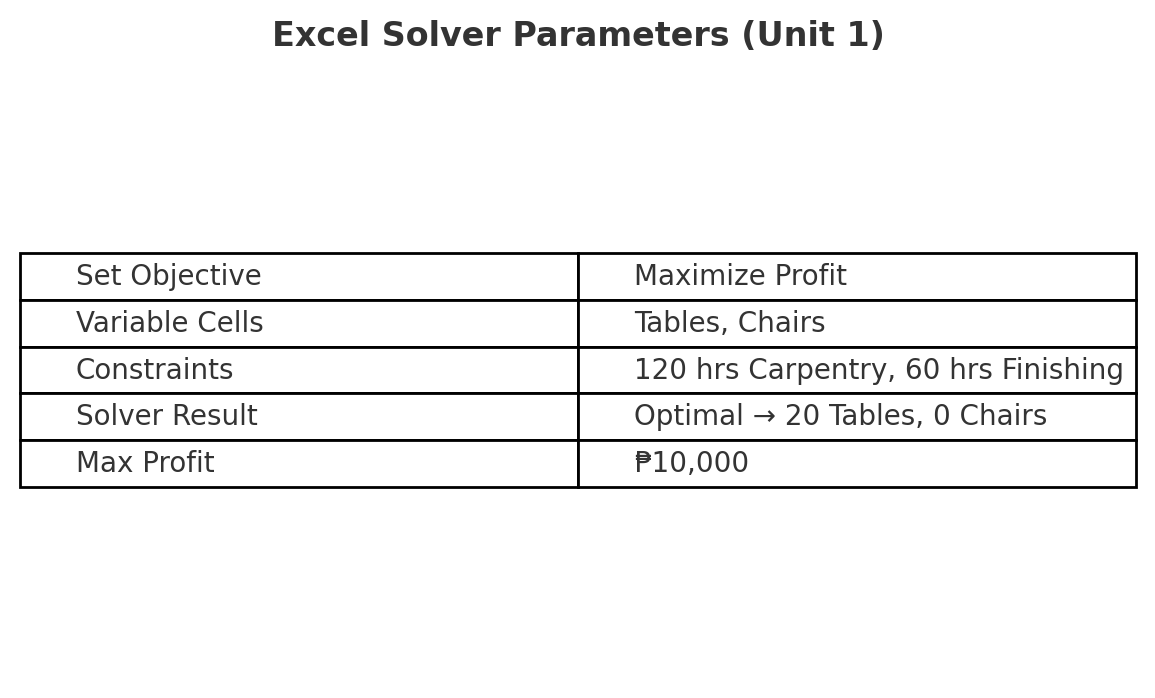 Excel Solver Parameters (Unit 1)
Set Objective Maximize Profit
Variable Cells Tables, Chairs
Constraints 120 hrs Carpentry, 60 hrs Finishing
Solver Result Optimal → 20 Tables, 0 Chairs
Max Profit ₱10,000